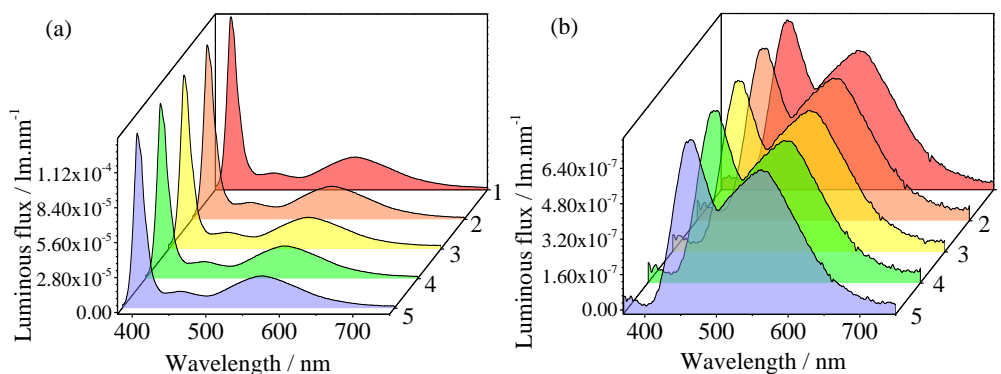 (a)
Luminous flux / lm.nm⁻¹
1.12x10⁻⁴
8.40x10⁻⁵
5.60x10⁻⁵
2.80x10⁻⁵
0.00
400 500 600 700
Wavelength / nm
1
2
3
4
5
(b)
Luminous flux / lm.nm⁻¹
6.40x10⁻⁷
4.80x10⁻⁷
3.20x10⁻⁷
1.60x10⁻⁷
0.00
400 500 600 700
Wavelength / nm
1
2
3
4
5